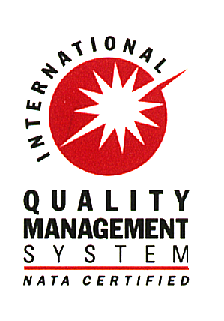 INTERNATIONAL
QUALITY
MANAGEMENT
SYSTEM
NATA CERTIFIED